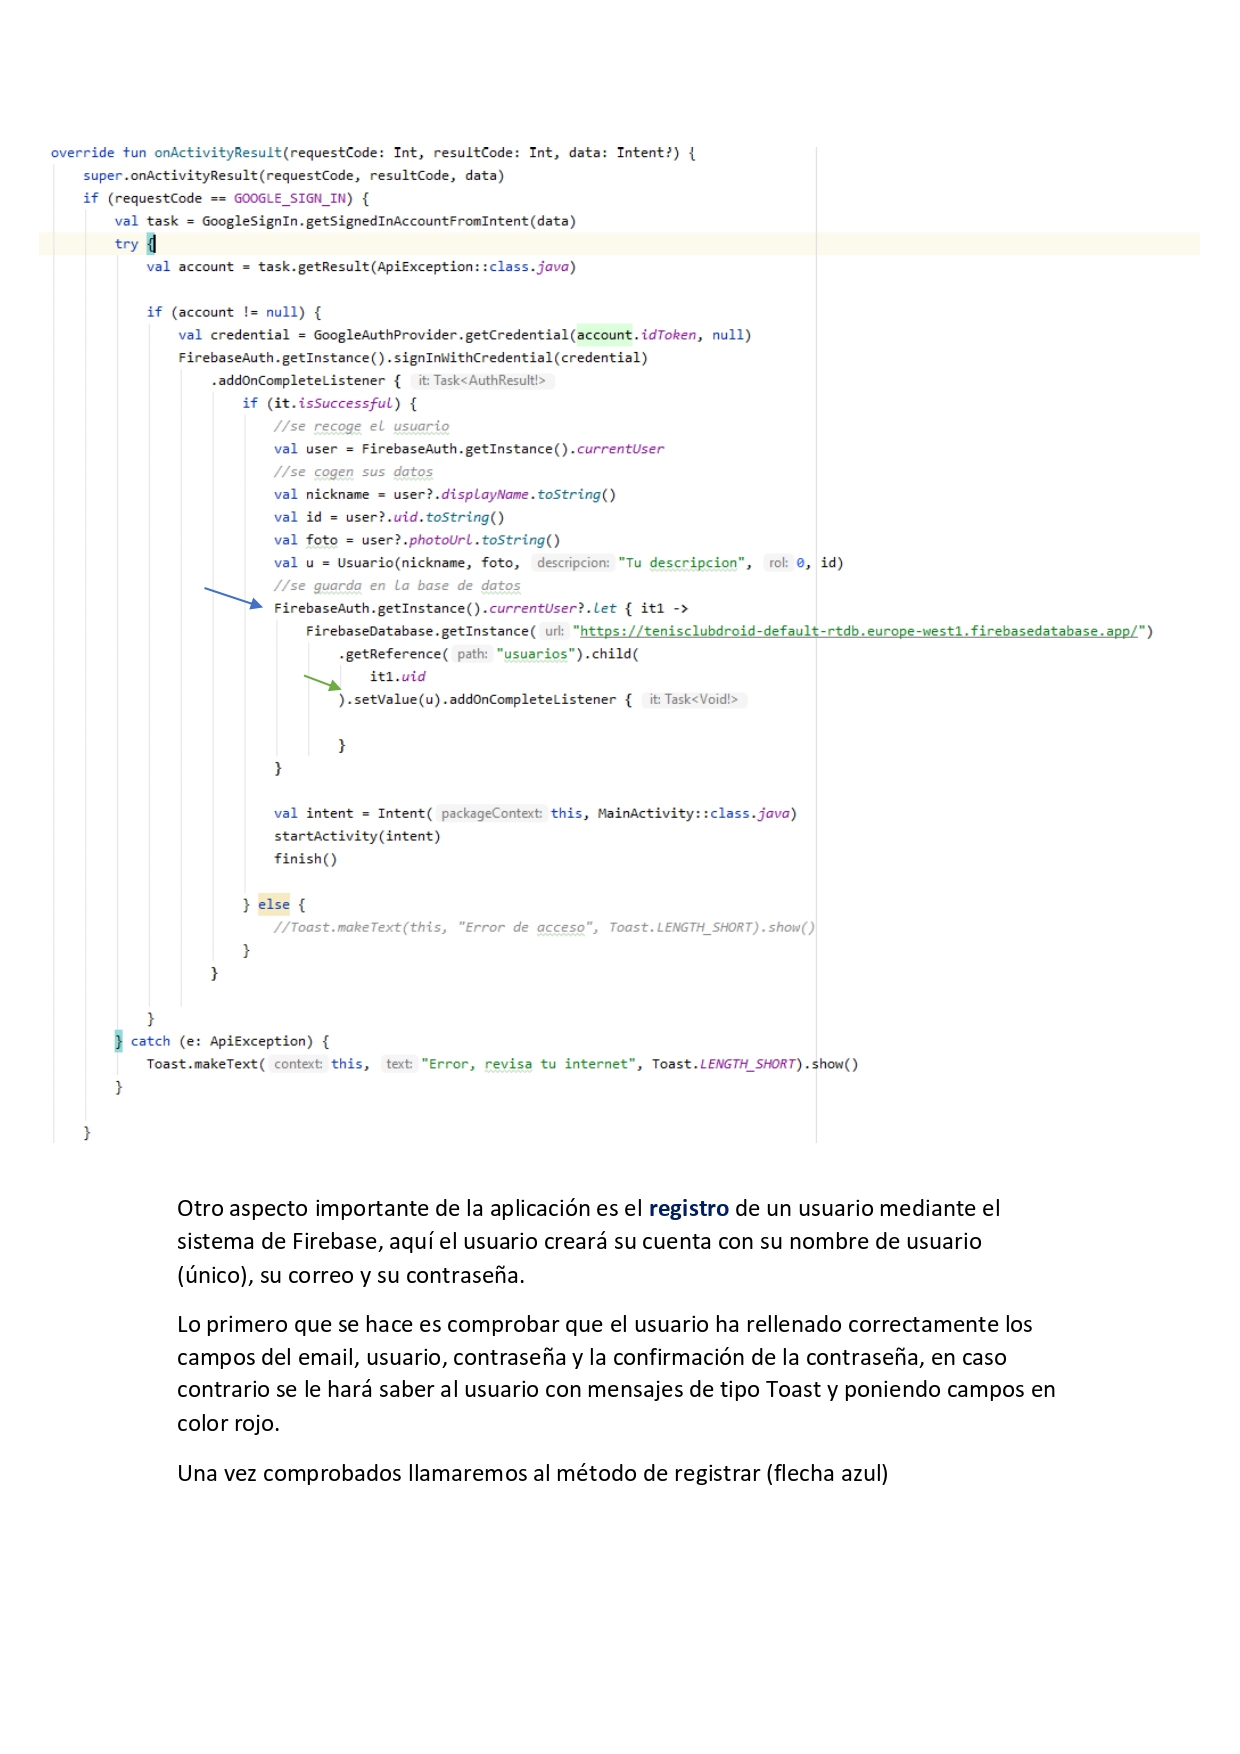 override fun onActivityResult(requestCode: Int, resultCode: Int, data: Intent?) {
super.onActivityResult(requestCode, resultCode, data)
if (requestCode == GOOGLE_SIGN_IN) {
val task = GoogleSignIn.getSignedInAccountFromIntent(data)
try {
val account = task.getResult(ApiException::class.java)
if (account != null) {
val credential = GoogleAuthProvider.getCredential(account.idToken, null)
FirebaseAuth.getInstance().signInWithCredential(credential)
.addOnCompleteListener { it: Task<AuthResult!>
if (it.isSuccessful) {
//se recoge el usuario
val user = FirebaseAuth.getInstance().currentUser
//se cogen sus datos
val nickname = user?.displayName.toString()
val id = user?.uid.toString()
val foto = user?.photoUrl.toString()
val u = Usuario(nickname, foto, descripcion: "Tu descripcion", rol: 0, id)
//se guarda en la base de datos
FirebaseAuth.getInstance().currentUser?.let { it1 ->
FirebaseDatabase.getInstance( url: "https://tenisclubdroid-default-rtdb.europe-west1.firebasedatabase.app/")
.getReference( path: "usuarios").child(
it1.uid
).setValue(u).addOnCompleteListener { it: Task<Void!>
}
}
val intent = Intent( packageContext: this, MainActivity::class.java)
startActivity(intent)
finish()
} else {
//Toast.makeText(this, "Error de acceso", Toast.LENGTH_SHORT).show()
}
}
}
} catch (e: ApiException) {
Toast.makeText( context: this, text: "Error, revisa tu internet", Toast.LENGTH_SHORT).show()
}
}
Otro aspecto importante de la aplicación es el registro de un usuario mediante el
sistema de Firebase, aquí el usuario creará su cuenta con su nombre de usuario
(único), su correo y su contraseña.
Lo primero que se hace es comprobar que el usuario ha rellenado correctamente los
campos del email, usuario, contraseña y la confirmación de la contraseña, en caso
contrario se le hará saber al usuario con mensajes de tipo Toast y poniendo campos en
color rojo.
Una vez comprobados llamaremos al método de registrar (flecha azul)